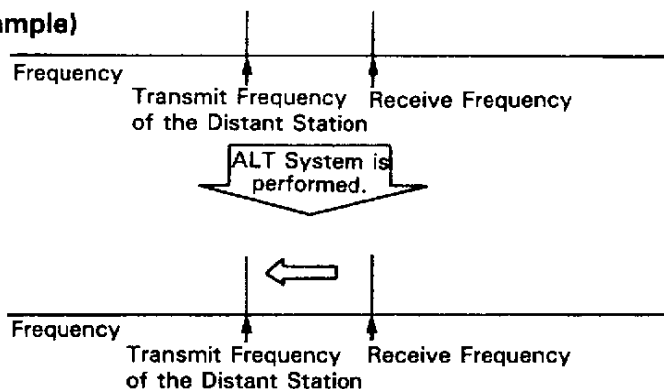 ample)
Frequency
Transmit Frequency Receive Frequency
of the Distant Station
ALT System is
performed.
Frequency
Transmit Frequency Receive Frequency
of the Distant Station